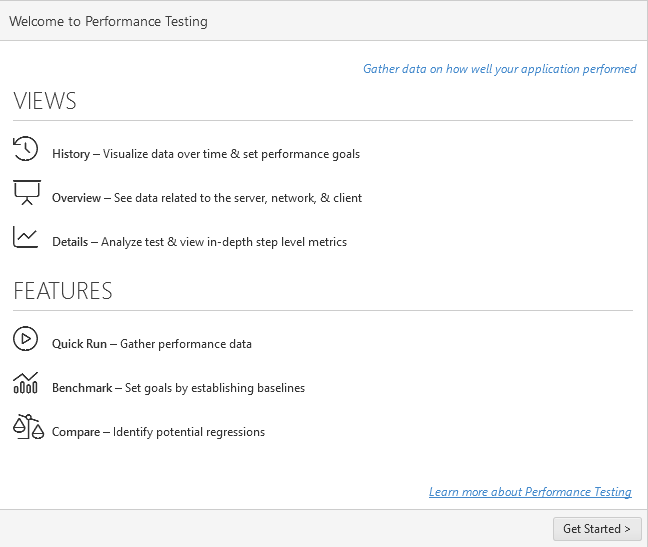 Welcome to Performance Testing
Gather data on how well your application performed
VIEWS
History – Visualize data over time & set performance goals
Overview – See data related to the server, network, & client
Details – Analyze test & view in-depth step level metrics
FEATURES
Quick Run – Gather performance data
Benchmark – Set goals by establishing baselines
Compare – Identify potential regressions
Learn more about Performance Testing
Get Started >